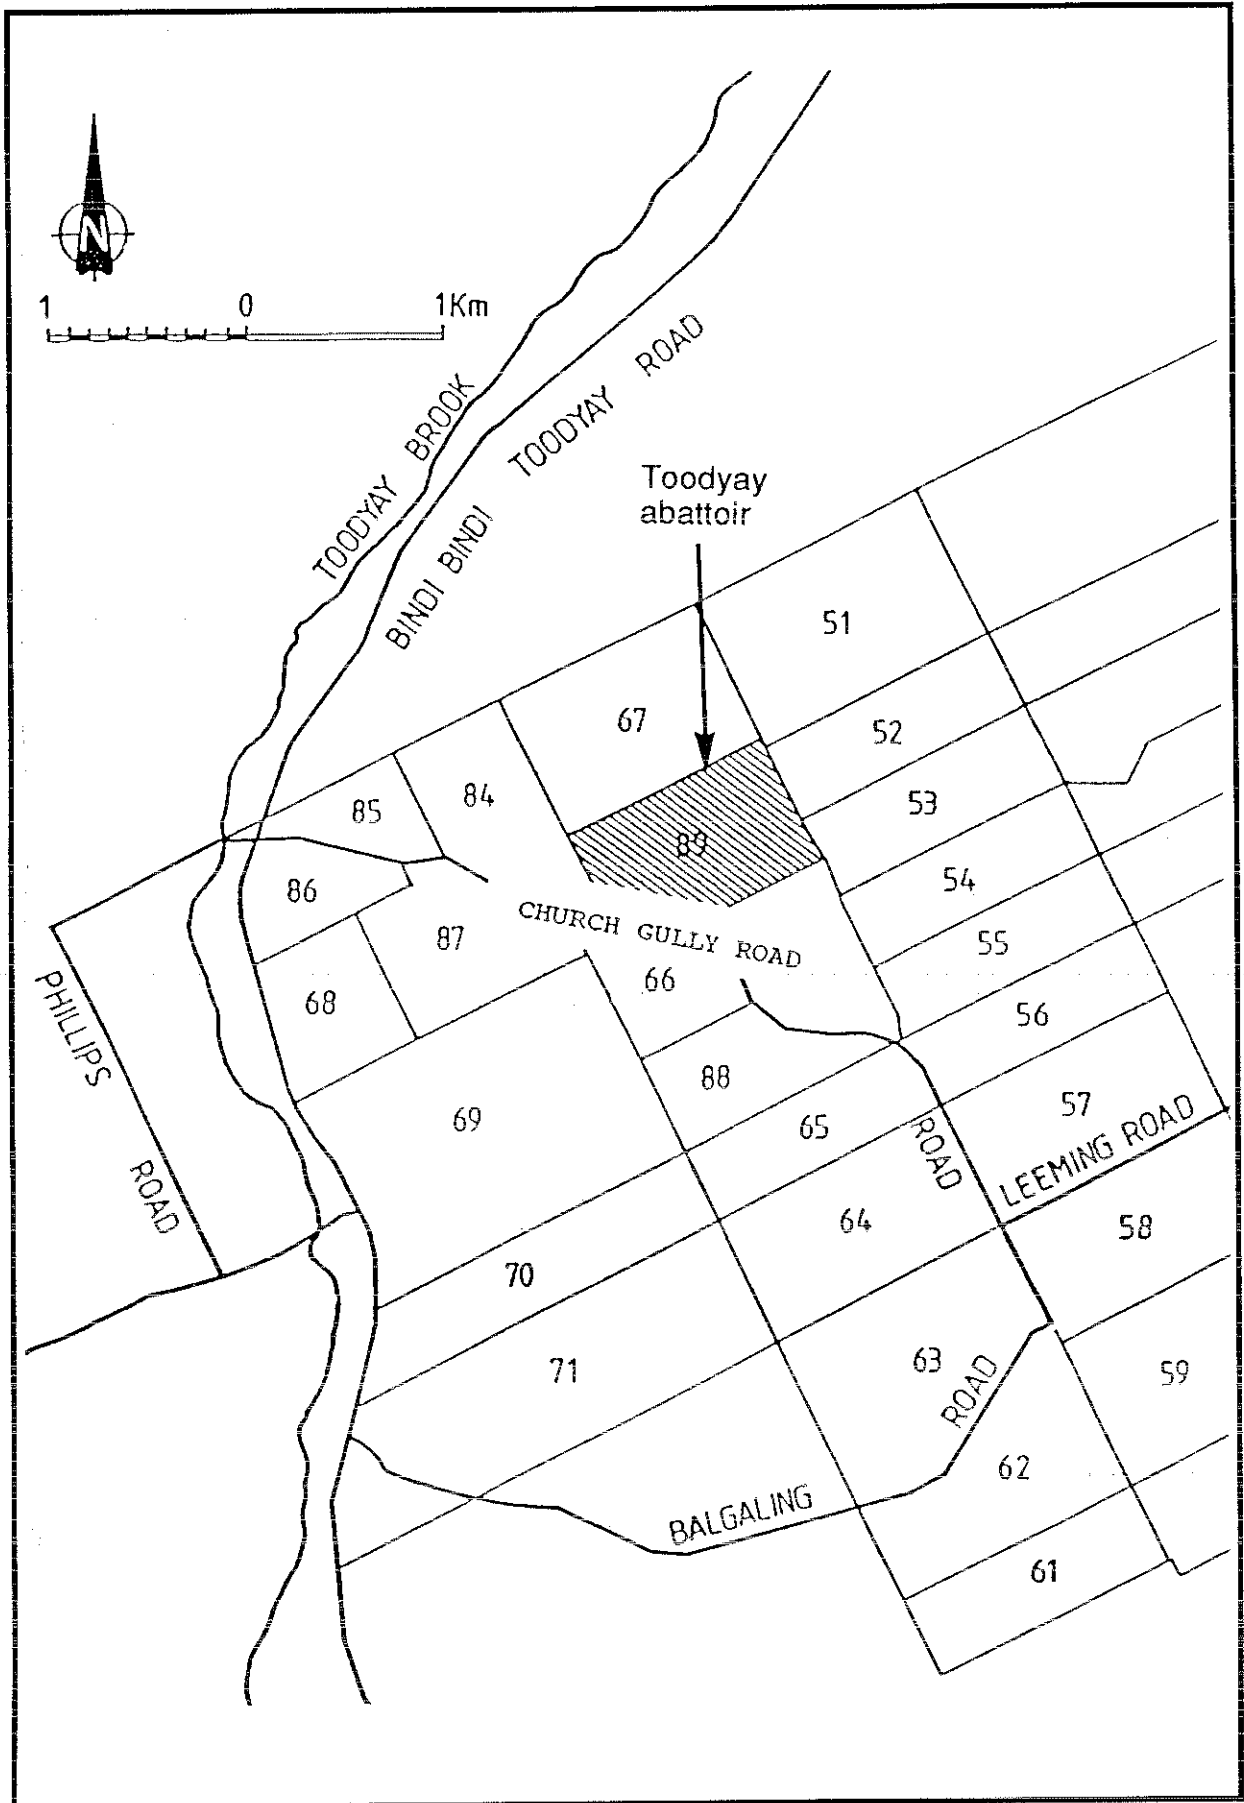 N
1 0 1Km
TOODYAY BROOK
BINDI BINDI TOODYAY ROAD
Toodyay
abattoir
51
67
52
85
84
53
89
86
54
CHURCH GULLY ROAD
87
55
66
68
56
PHILLIPS ROAD
88
57
69
65
ROAD
LEEMING ROAD
64
58
70
71
63
59
ROAD
62
BALGALING
61